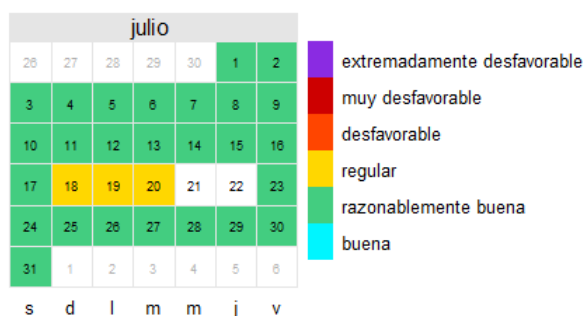 julio
26 27 28 29 30 1 2
3 4 5 6 7 8 9
10 11 12 13 14 15 16
17 18 19 20 21 22 23
24 25 26 27 28 29 30
31 1 2 3 4 5 6
s d l m m j v
extremadamente desfavorable
muy desfavorable
desfavorable
regular
razonablemente buena
buena